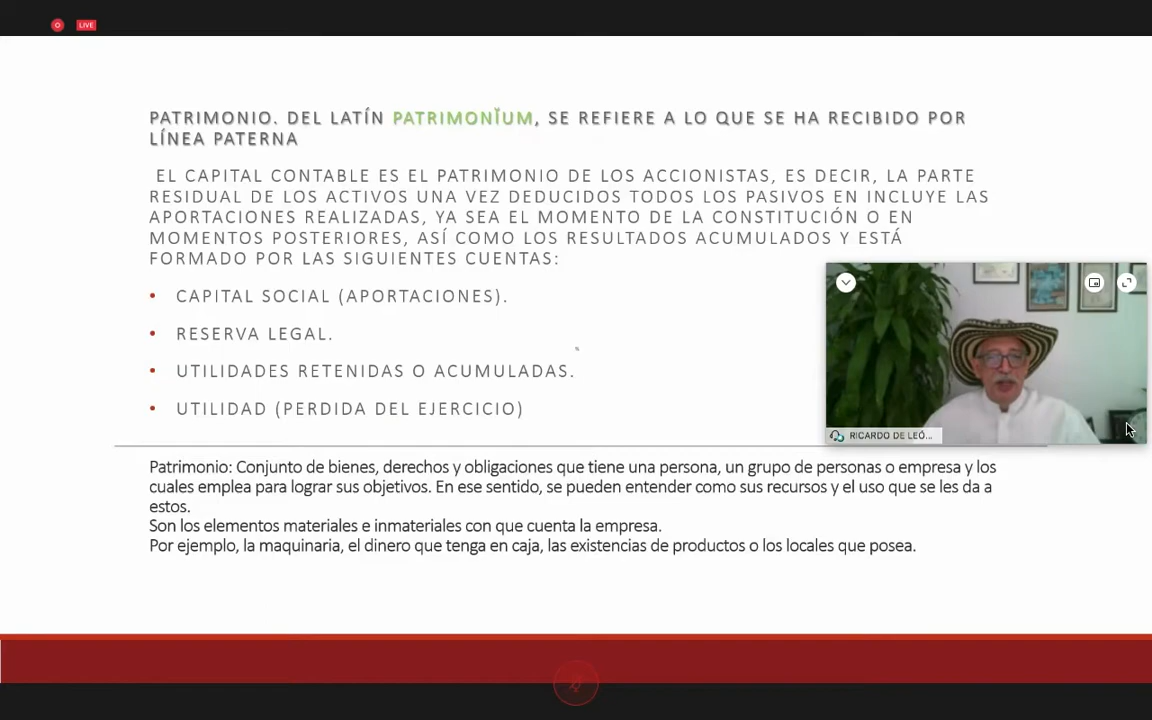 LIVE
PATRIMONIO. DEL LATÍN PATRIMONĬUM, SE REFIERE A LO QUE SE HA RECIBIDO POR
LÍNEA PATERNA
EL CAPITAL CONTABLE ES EL PATRIMONIO DE LOS ACCIONISTAS, ES DECIR, LA PARTE
RESIDUAL DE LOS ACTIVOS UNA VEZ DEDUCIDOS TODOS LOS PASIVOS EN INCLUYE LAS
APORTACIONES REALIZADAS, YA SEA EL MOMENTO DE LA CONSTITUCIÓN O EN
MOMENTOS POSTERIORES, ASÍ COMO LOS RESULTADOS ACUMULADOS Y ESTÁ
FORMADO POR LAS SIGUIENTES CUENTAS:
• CAPITAL SOCIAL (APORTACIONES).
• RESERVA LEGAL.
• UTILIDADES RETENIDAS O ACUMULADAS.
• UTILIDAD (PERDIDA DEL EJERCICIO)
RICARDO DE LEÓ...
Patrimonio: Conjunto de bienes, derechos y obligaciones que tiene una persona, un grupo de personas o empresa y los
cuales emplea para lograr sus objetivos. En ese sentido, se pueden entender como sus recursos y el uso que se les da a
estos.
Son los elementos materiales e inmateriales con que cuenta la empresa.
Por ejemplo, la maquinaria, el dinero que tenga en caja, las existencias de productos o los locales que posea.